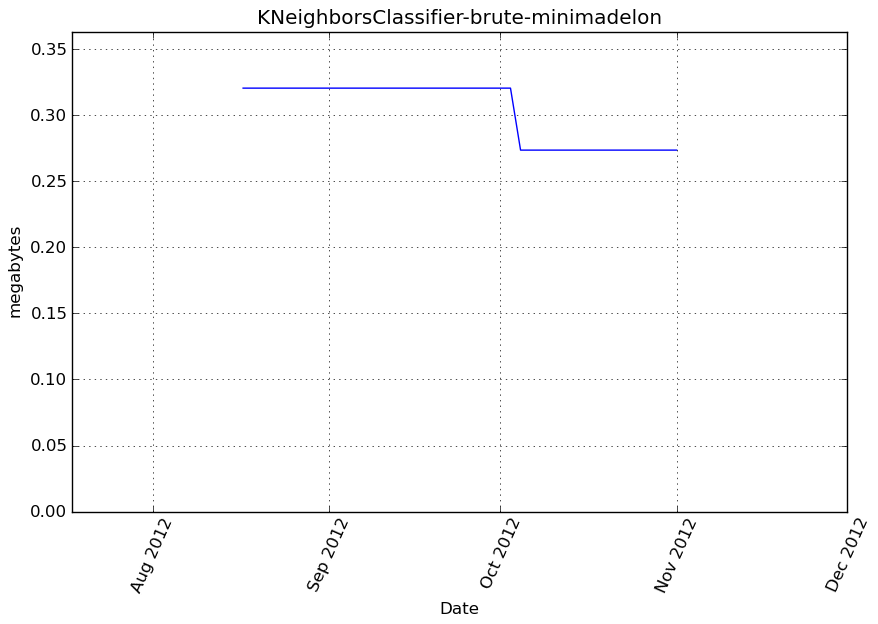 KNeighborsClassifier-brute-minimadelon
0.35
0.30
0.25
0.20
0.15
0.10
0.05
0.00
megabytes
Aug 2012
Sep 2012
Oct 2012
Nov 2012
Dec 2012
Date